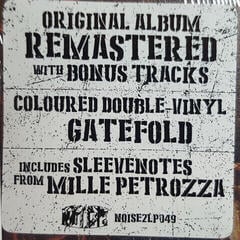 ORIGINAL ALBUM
REMASTERED
WITH BONUS TRACKS
COLOURED DOUBLE-VINYL
GATEFOLD
INCLUDES SLEEVENOTES
FROM MILLE PETROZZA
NOISE2LP049